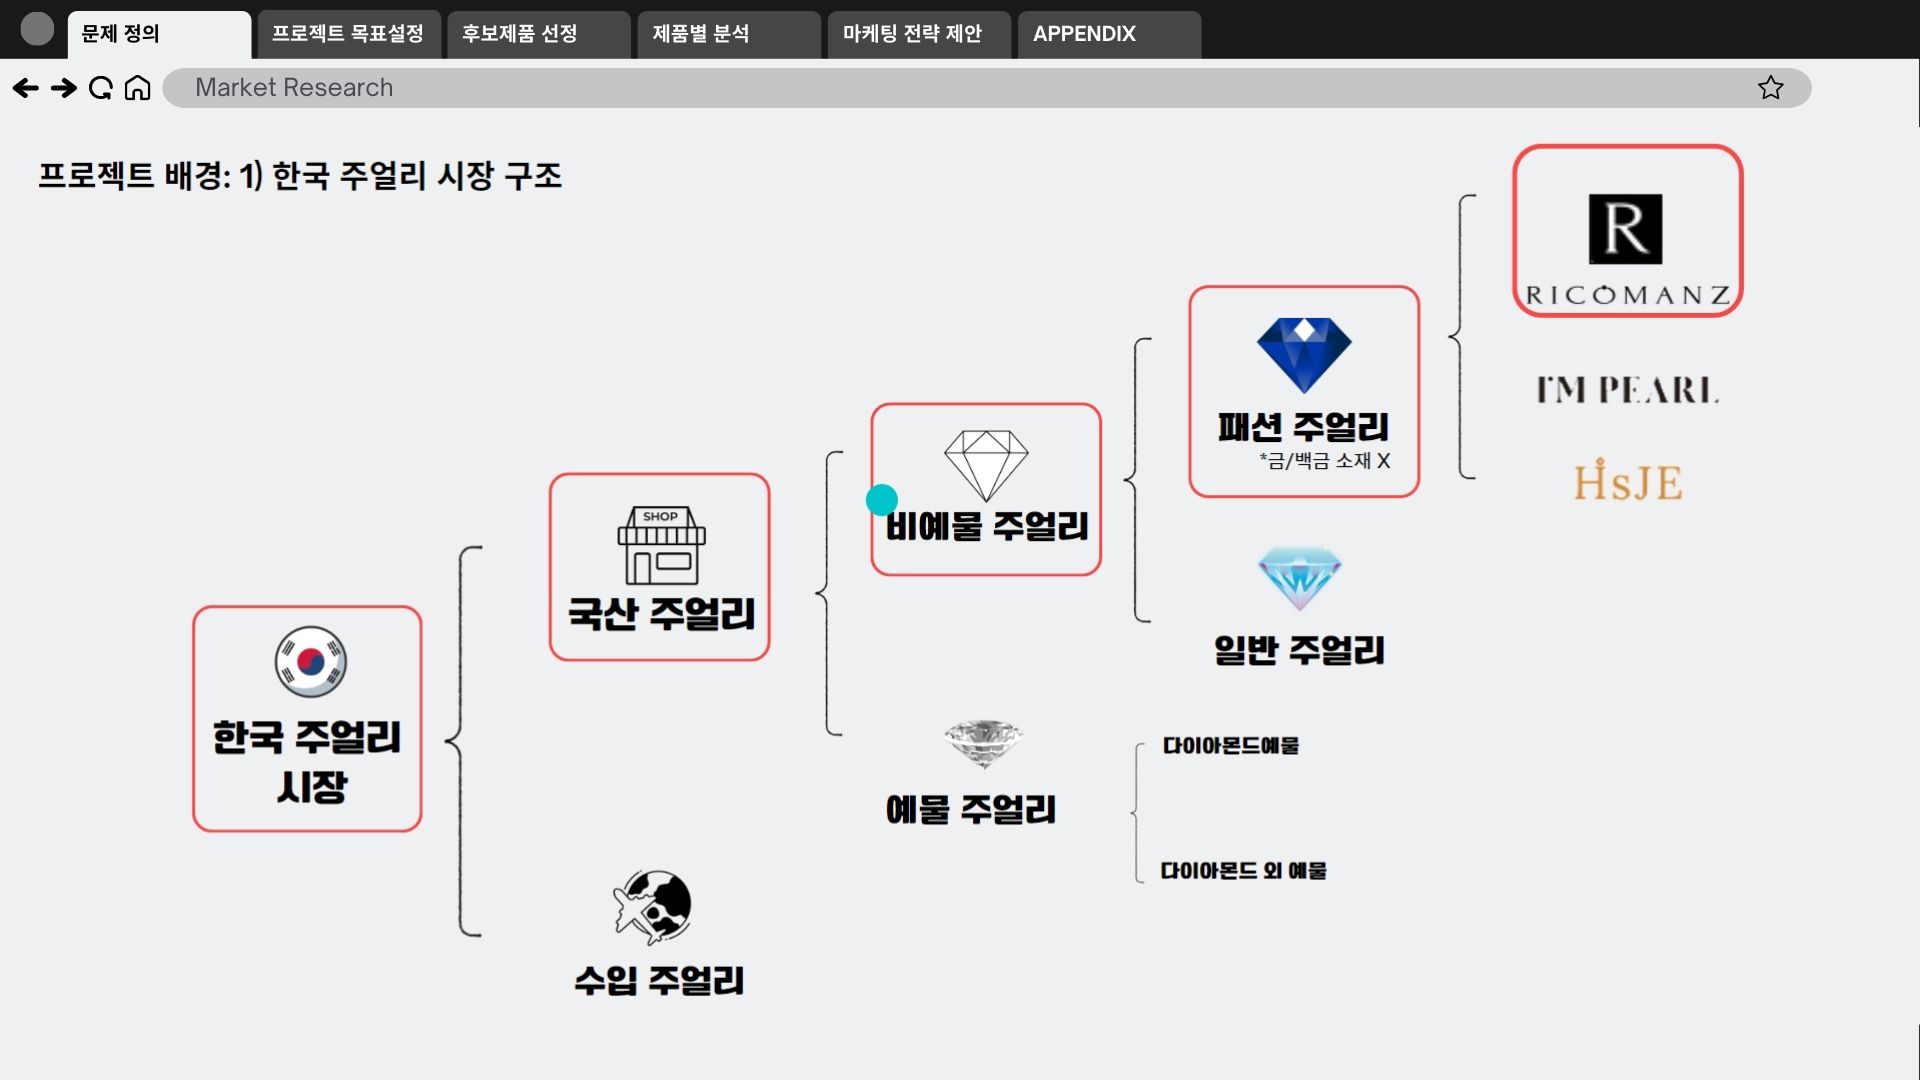 문제 정의
프로젝트 목표설정
후보제품 선정
제품별 분석
마케팅 전략 제안
APPENDIX
Market Research
프로젝트 배경: 1) 한국 주얼리 시장 구조
한국 주얼리
시장
SHOP
국산 주얼리
수입 주얼리
비예물 주얼리
예물 주얼리
패션 주얼리
*금/백금 소재 X
일반 주얼리
다이아몬드예물
다이아몬드 외 예물
R
RICOMANZ
I'M PEARL
HsJE